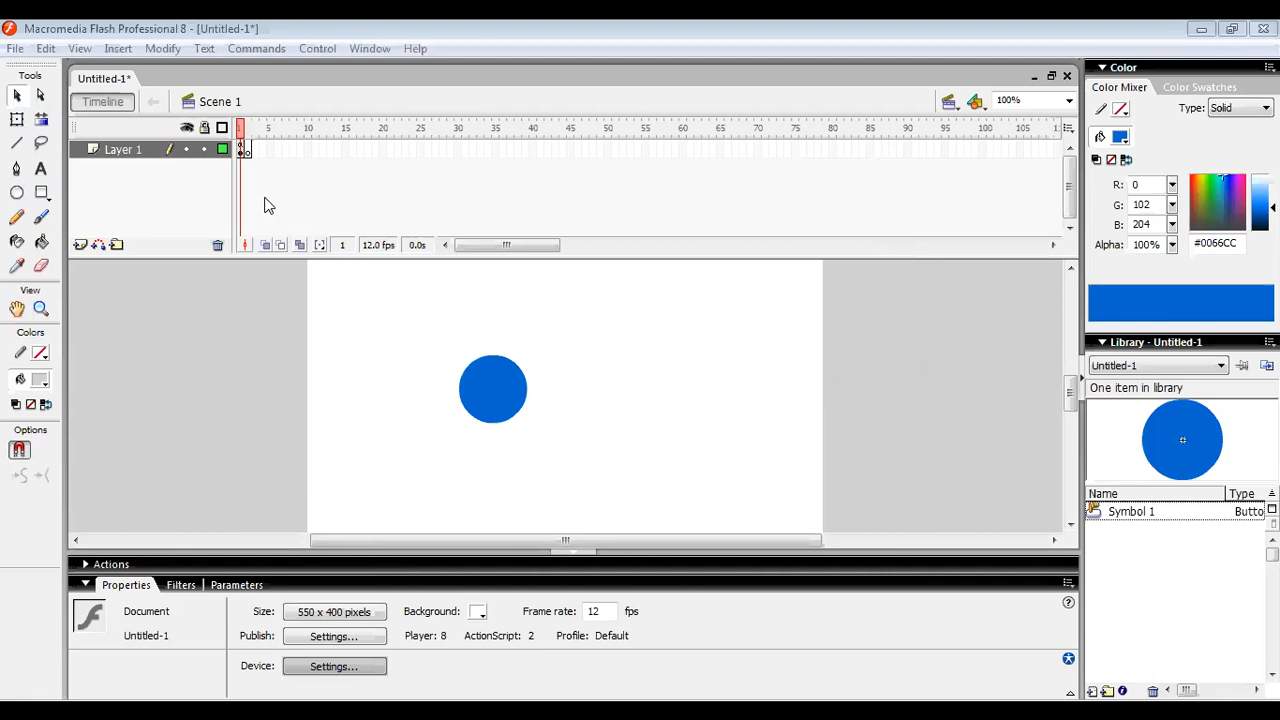 Macromedia Flash Professional 8 - [Untitled-1*]
File Edit View Insert Modify Text Commands Control Window Help
Tools
Untitled-1*
Timeline
Scene 1
100%
1 5 10 15 20 25 30 35 40 45 50 55 60 65 70 75 80 85 90 95 100 105
Layer 1
1 12.0 fps 0.0s
View
Colors
Options
Color
Color Mixer Color Swatches
Type: Solid
R: 0
G: 102
B: 204
Alpha: 100% #0066CC
Library - Untitled-1
Untitled-1
One item in library
Name Type
Symbol 1 Butto
Actions
Properties Filters Parameters
Document
Untitled-1
Size: 550 x 400 pixels Background: Frame rate: 12 fps
Publish: Settings... Player: 8 ActionScript: 2 Profile: Default
Device: Settings...